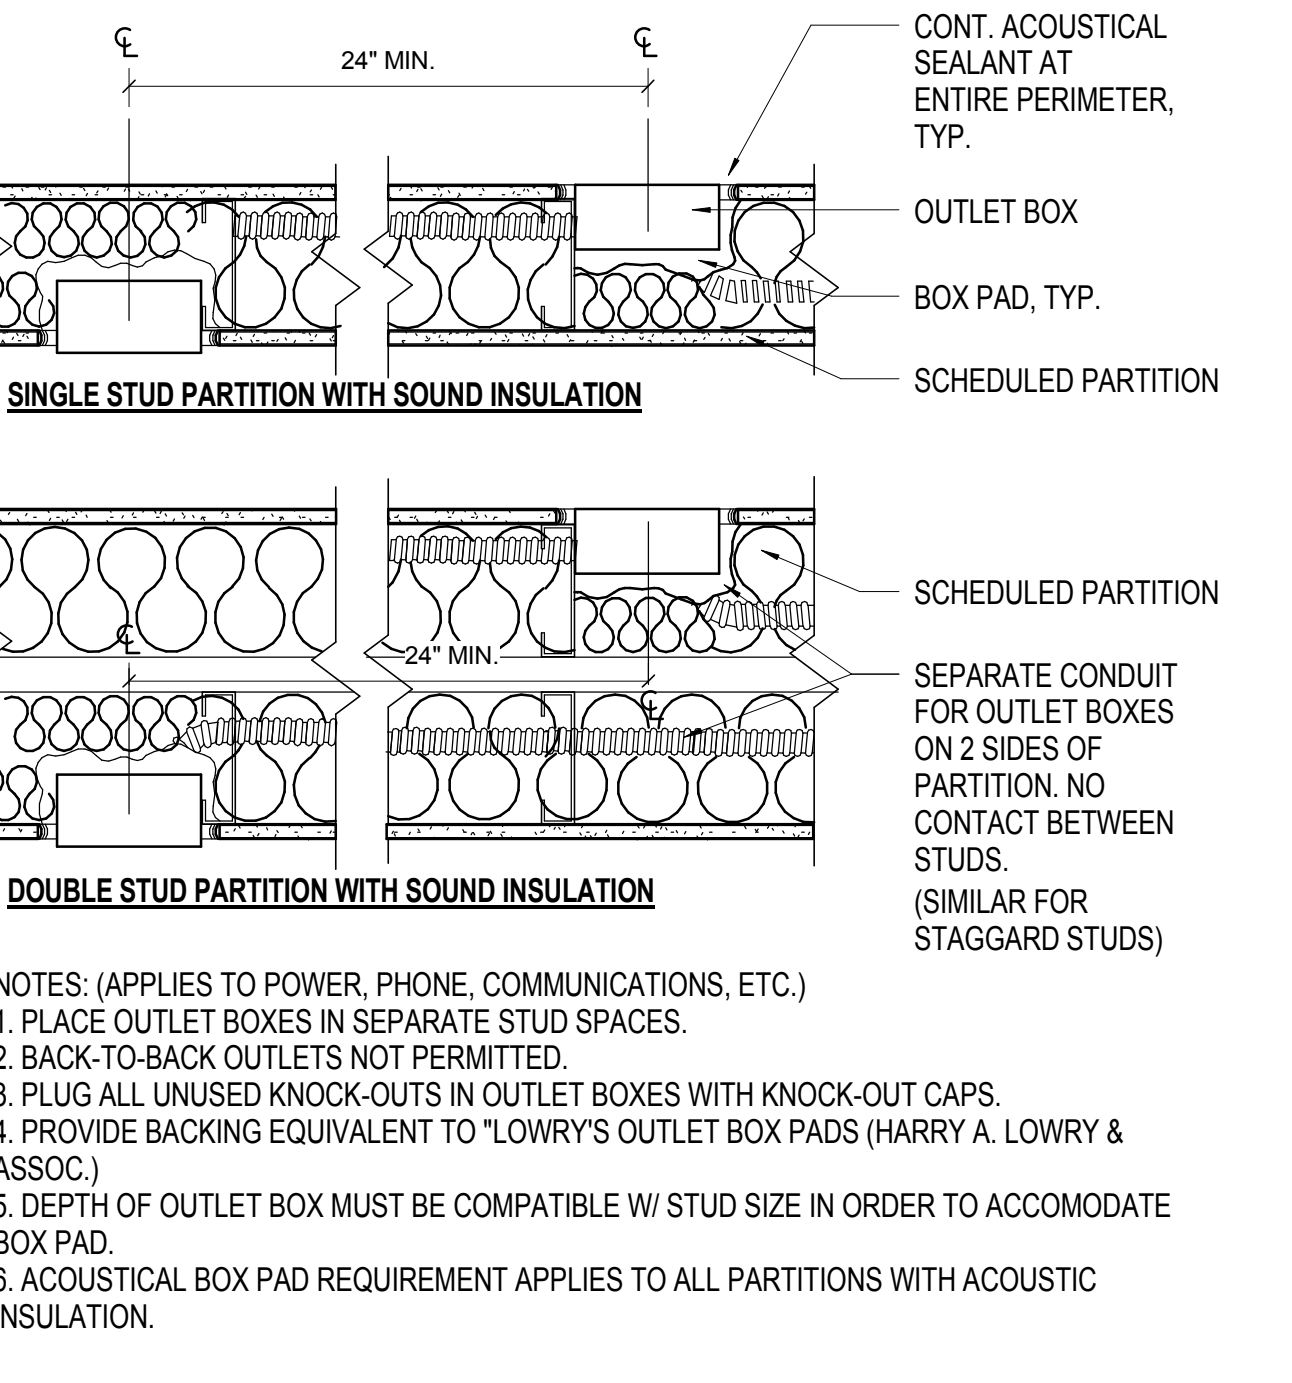 ℄ ℄
24" MIN.
CONT. ACOUSTICAL
SEALANT AT
ENTIRE PERIMETER,
TYP.
OUTLET BOX
BOX PAD, TYP.
SCHEDULED PARTITION
SINGLE STUD PARTITION WITH SOUND INSULATION
SCHEDULED PARTITION
℄
24" MIN.
℄
SEPARATE CONDUIT
FOR OUTLET BOXES
ON 2 SIDES OF
PARTITION. NO
CONTACT BETWEEN
STUDS.
(SIMILAR FOR
STAGGARD STUDS)
DOUBLE STUD PARTITION WITH SOUND INSULATION
NOTES: (APPLIES TO POWER, PHONE, COMMUNICATIONS, ETC.)
1. PLACE OUTLET BOXES IN SEPARATE STUD SPACES.
2. BACK-TO-BACK OUTLETS NOT PERMITTED.
3. PLUG ALL UNUSED KNOCK-OUTS IN OUTLET BOXES WITH KNOCK-OUT CAPS.
4. PROVIDE BACKING EQUIVALENT TO "LOWRY'S OUTLET BOX PADS (HARRY A. LOWRY &
ASSOC.)
5. DEPTH OF OUTLET BOX MUST BE COMPATIBLE W/ STUD SIZE IN ORDER TO ACCOMODATE
BOX PAD.
6. ACOUSTICAL BOX PAD REQUIREMENT APPLIES TO ALL PARTITIONS WITH ACOUSTIC
INSULATION.